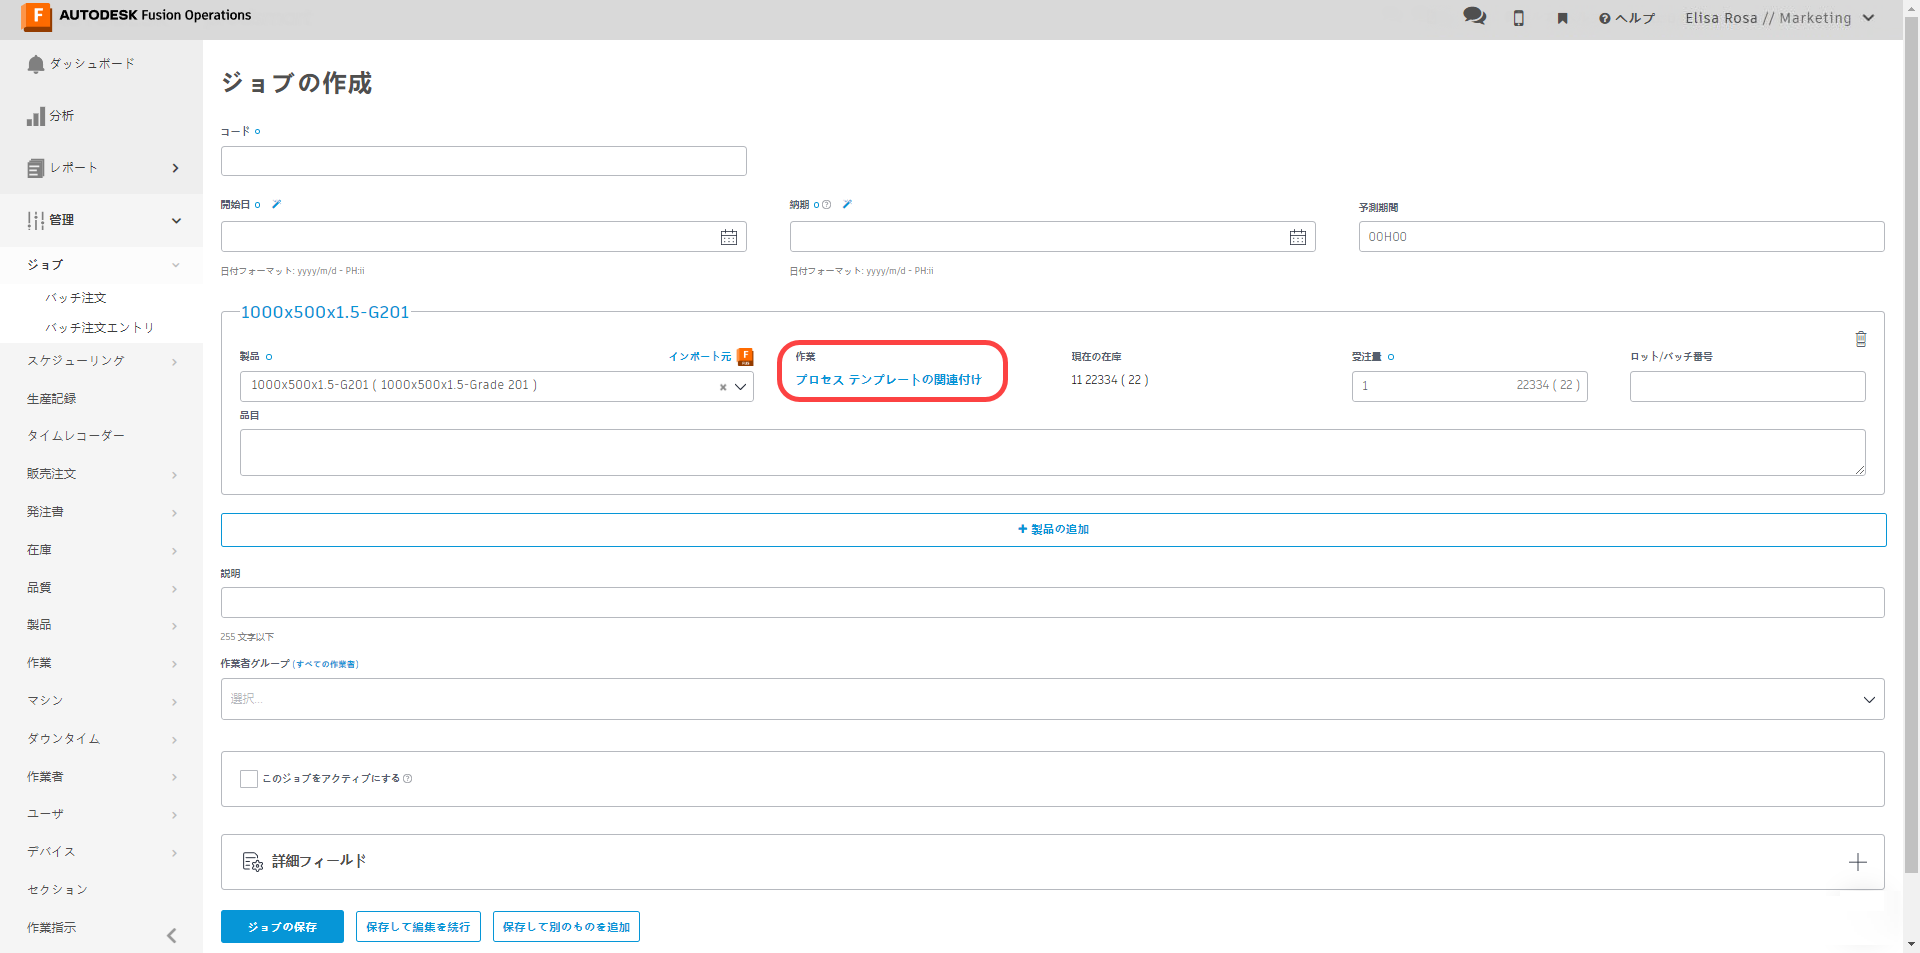 AUTODESK Fusion Operations
ヘルプ
Elisa Rosa // Marketing
ダッシュボード
分析
レポート
管理
ジョブ
バッチ注文
バッチ注文エントリ
スケジューリング
生産記録
タイムレコーダー
販売注文
発注書
在庫
品質
製品
作業
マシン
ダウンタイム
作業者
ユーザ
デバイス
セクション
作業指示
ジョブの作成
コード
開始日
納期
予測期間
00H00
日付フォーマット: yyyy/m/d - PH:ii
日付フォーマット: yyyy/m/d - PH:ii
1000x500x1.5-G201
製品
インポート元
作業
現在の在庫
受注量
ロット/バッチ番号
1000x500x1.5-G201 ( 1000x500x1.5-Grade 201 )
プロセス テンプレートの関連付け
11 22334 ( 22 )
1
22334 ( 22 )
品目
+ 製品の追加
説明
255 文字以下
作業者グループ (すべての作業者)
選択...
このジョブをアクティブにする
詳細フィールド
ジョブの保存
保存して編集を続行
保存して別のものを追加